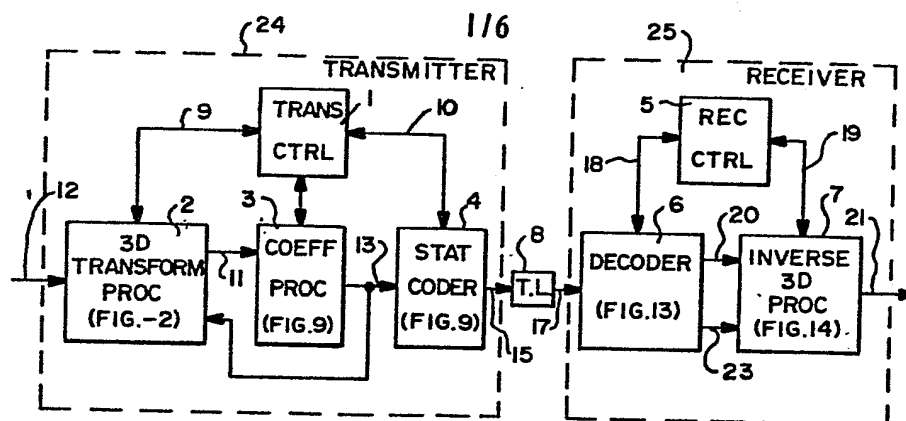 1/6
24
25
TRANSMITTER
RECEIVER
9
TRANS
CTRL
1
10
5
REC
CTRL
18
19
12
2
3D
TRANSFORM
PROC
(FIG.-2)
11
3
COEFF
PROC
(FIG.9)
13
4
STAT
CODER
(FIG.9)
15
8
T.L.
17
6
DECODER
(FIG.13)
20
23
7
INVERSE
3D
PROC
(FIG.14)
21